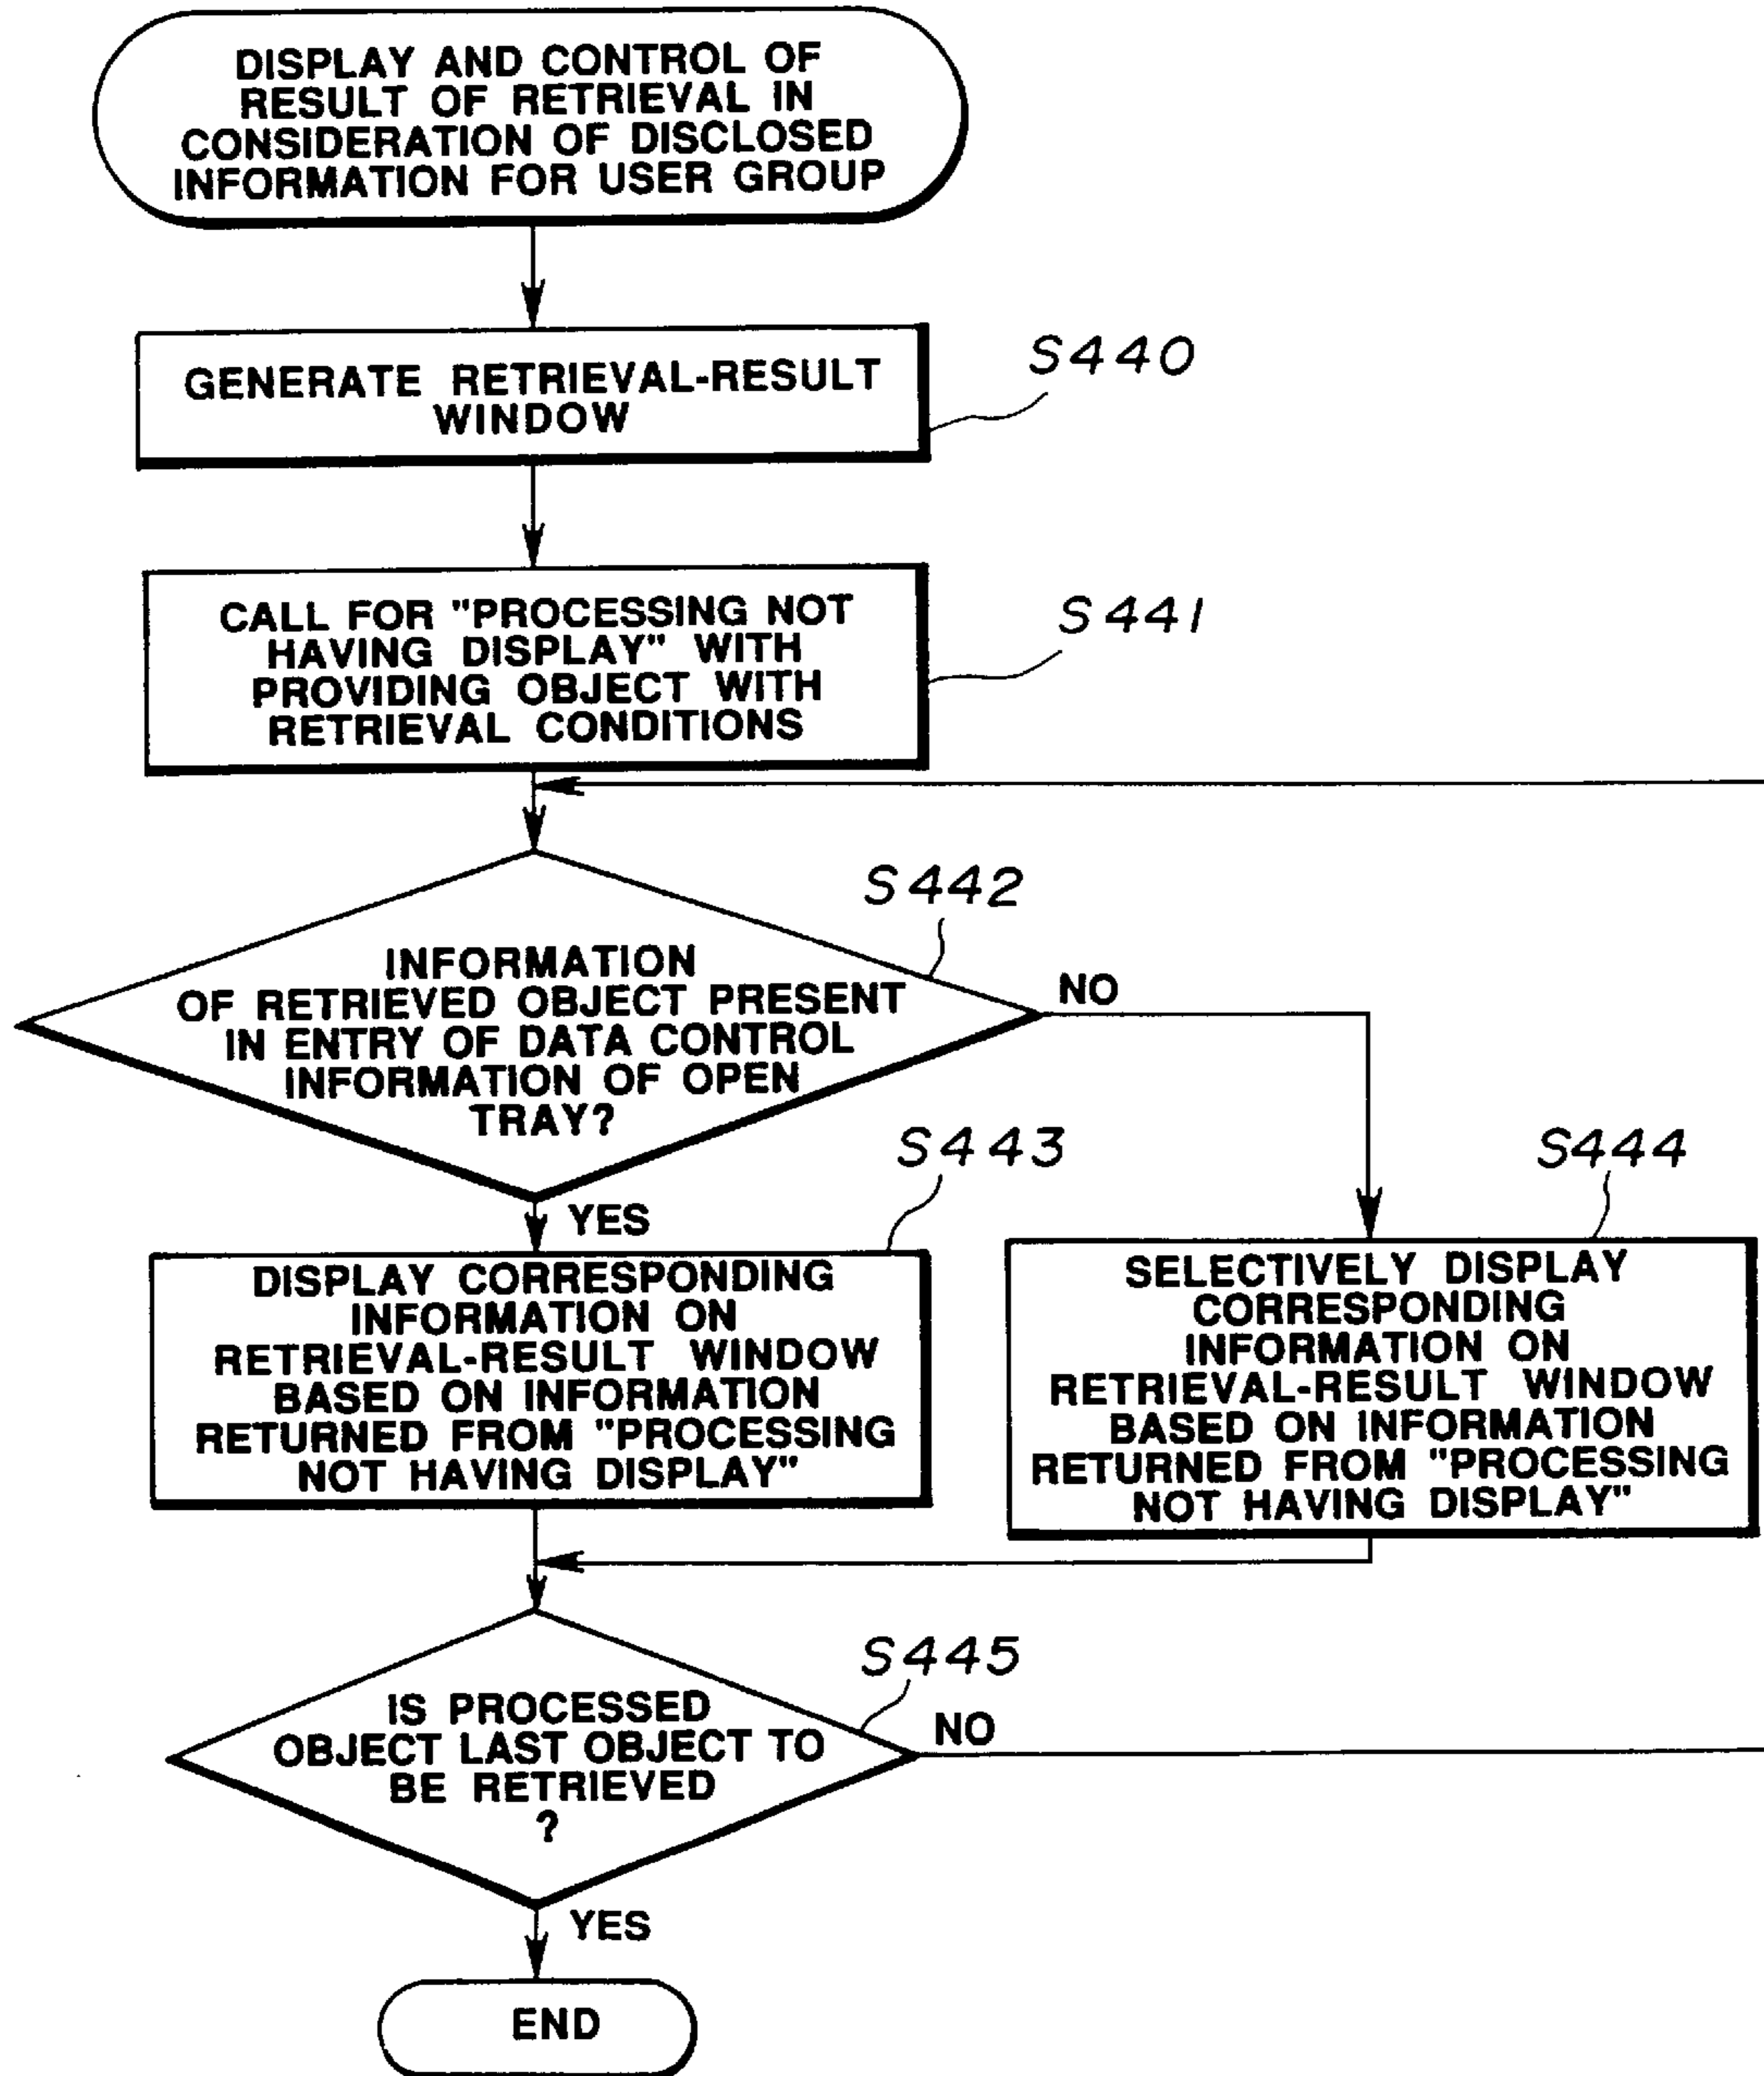 DISPLAY AND CONTROL OF
RESULT OF RETRIEVAL IN
CONSIDERATION OF DISCLOSED
INFORMATION FOR USER GROUP
GENERATE RETRIEVAL-RESULT
WINDOW
S440
CALL FOR "PROCESSING NOT
HAVING DISPLAY" WITH
PROVIDING OBJECT WITH
RETRIEVAL CONDITIONS
S441
S442
INFORMATION
OF RETRIEVED OBJECT PRESENT
IN ENTRY OF DATA CONTROL
INFORMATION OF OPEN
TRAY?
NO
YES
S443
DISPLAY CORRESPONDING
INFORMATION ON
RETRIEVAL-RESULT WINDOW
BASED ON INFORMATION
RETURNED FROM "PROCESSING
NOT HAVING DISPLAY"
S444
SELECTIVELY DISPLAY
CORRESPONDING
INFORMATION ON
RETRIEVAL-RESULT WINDOW
BASED ON INFORMATION
RETURNED FROM "PROCESSING
NOT HAVING DISPLAY"
S445
IS PROCESSED
OBJECT LAST OBJECT TO
BE RETRIEVED
?
NO
YES
END